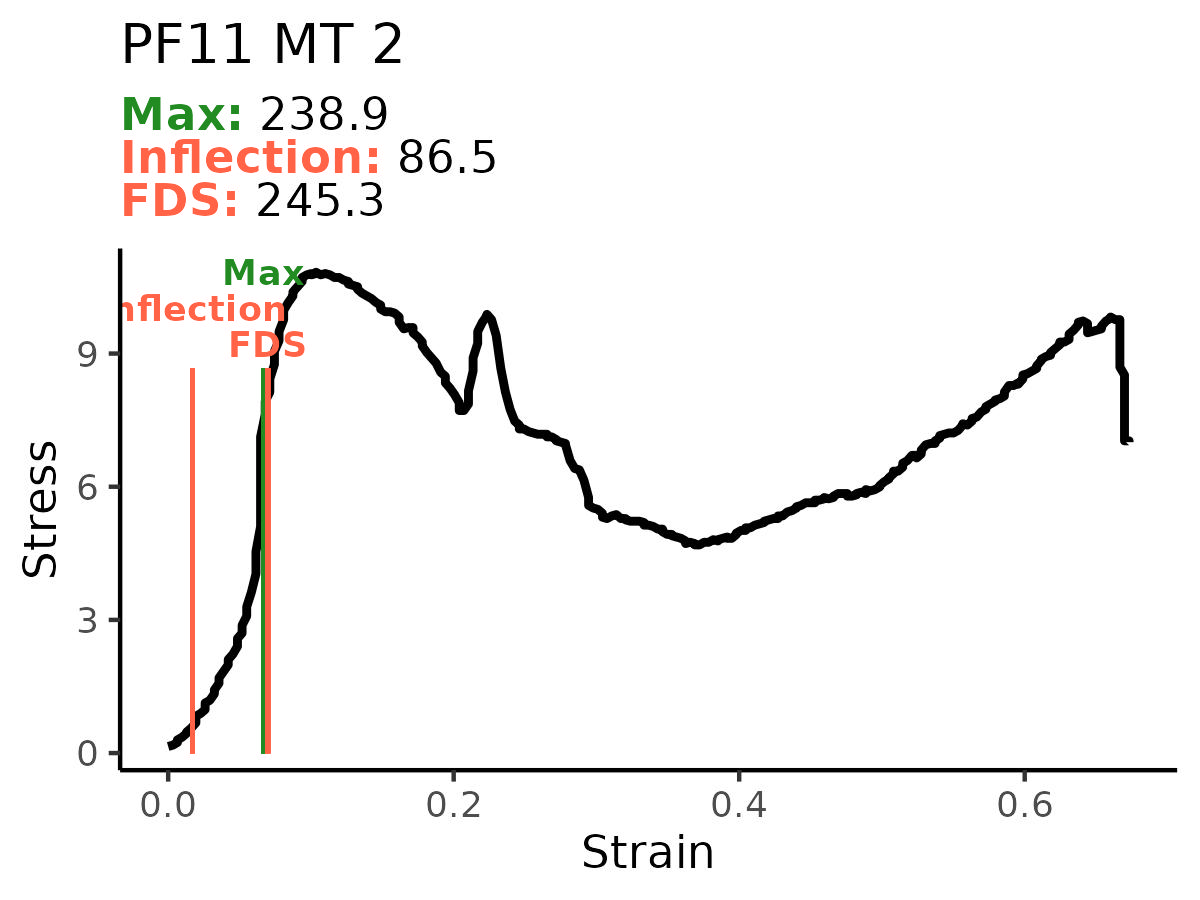 PF11 MT 2
Max: 238.9
Inflection: 86.5
FDS: 245.3
Max
nflection
FDS
9
6
3
0
Stress
0.0 0.2 0.4 0.6
Strain